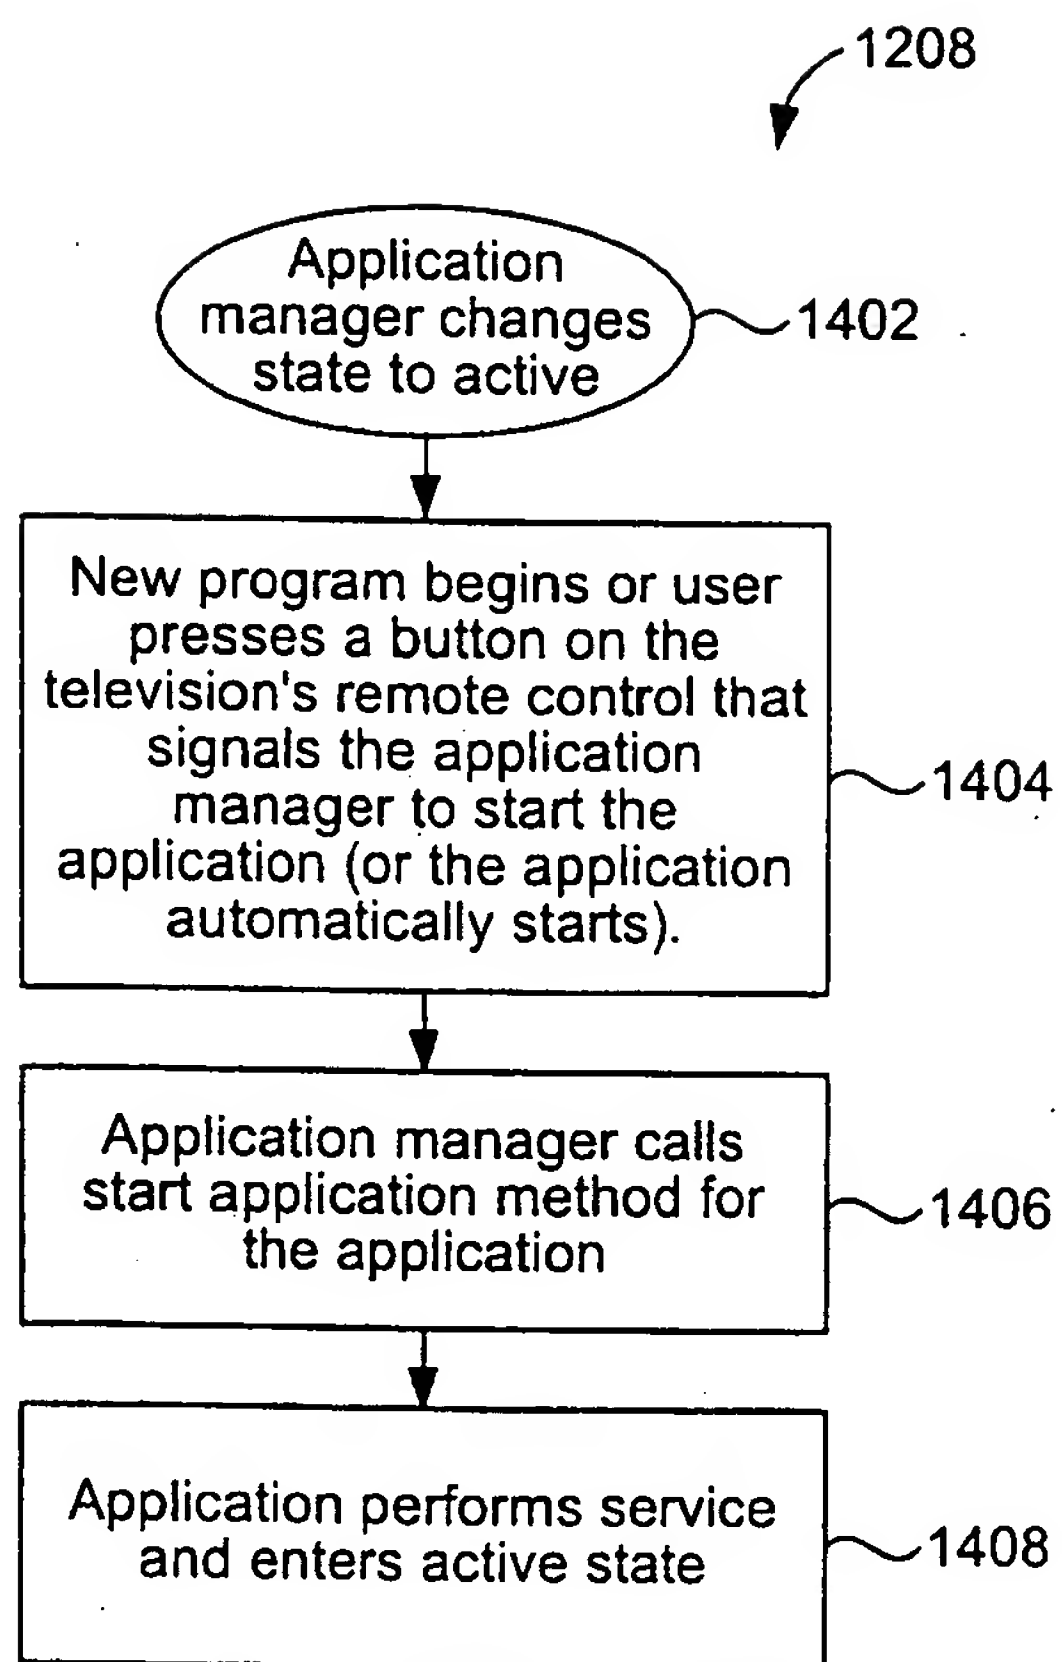 1208
Application
manager changes
state to active
1402
New program begins or user
presses a button on the
television's remote control that
signals the application
manager to start the
application (or the application
automatically starts).
1404
Application manager calls
start application method for
the application
1406
Application performs service
and enters active state
1408